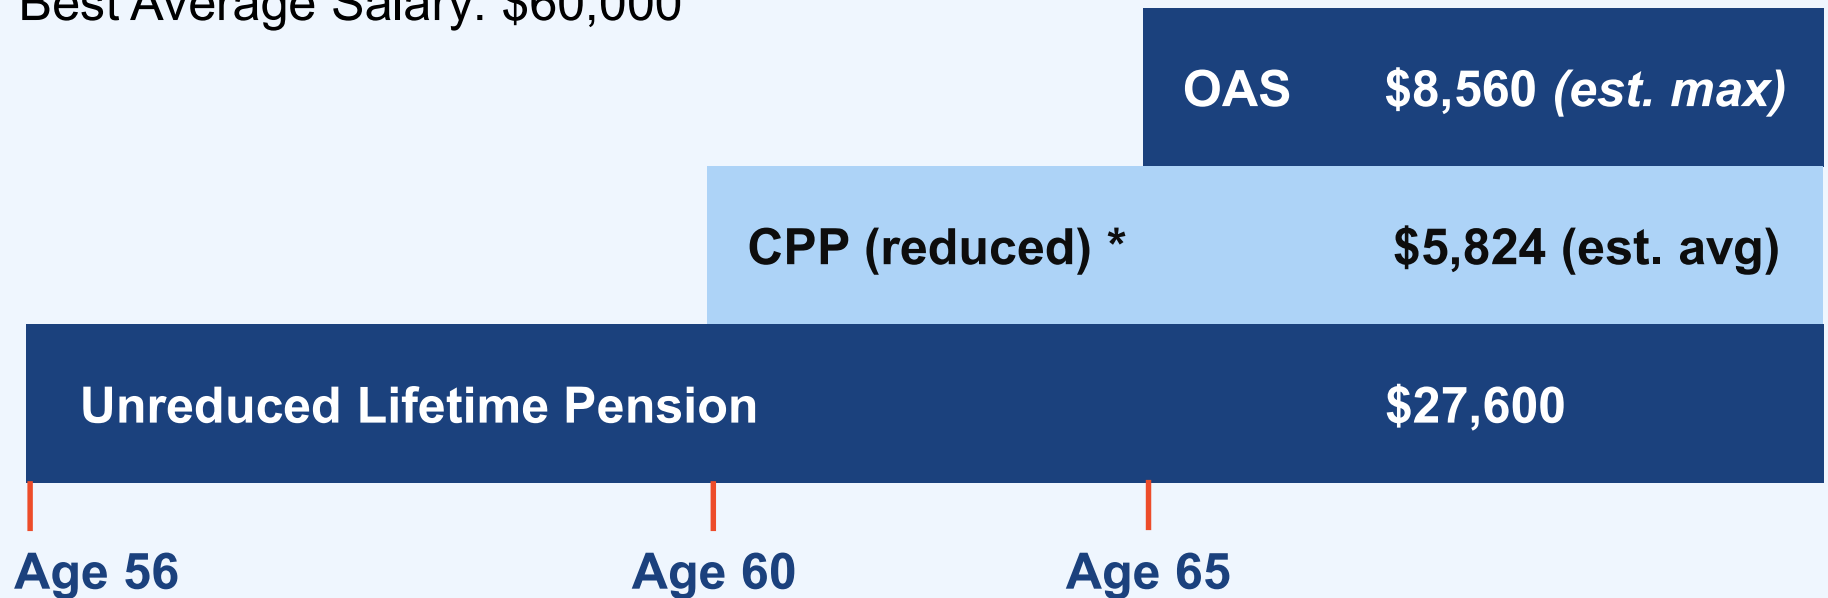 Best Average Salary: $60,000
OAS $8,560 (est. max)
CPP (reduced) * $5,824 (est. avg)
Unreduced Lifetime Pension $27,600
Age 56 Age 60 Age 65